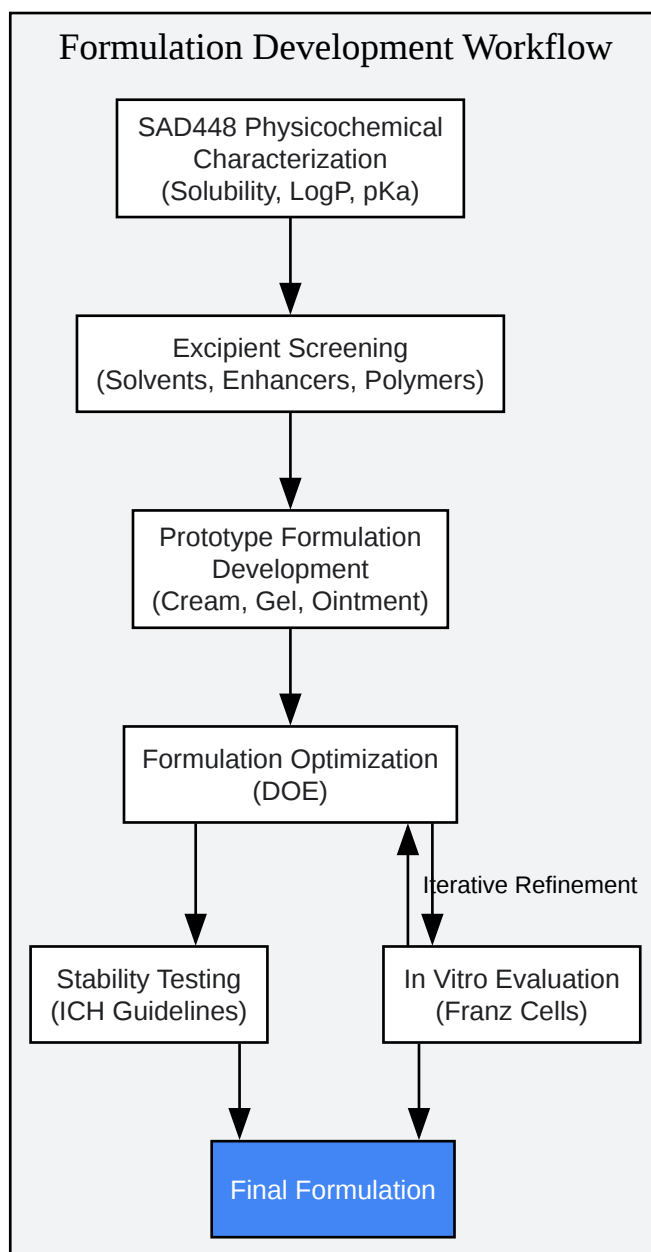 Formulation Development Workflow
SAD448 Physicochemical
Characterization
(Solubility, LogP, pKa)
Excipient Screening
(Solvents, Enhancers, Polymers)
Prototype Formulation
Development
(Cream, Gel, Ointment)
Formulation Optimization
(DOE)
Iterative Refinement
Stability Testing
(ICH Guidelines)
In Vitro Evaluation
(Franz Cells)
Final Formulation